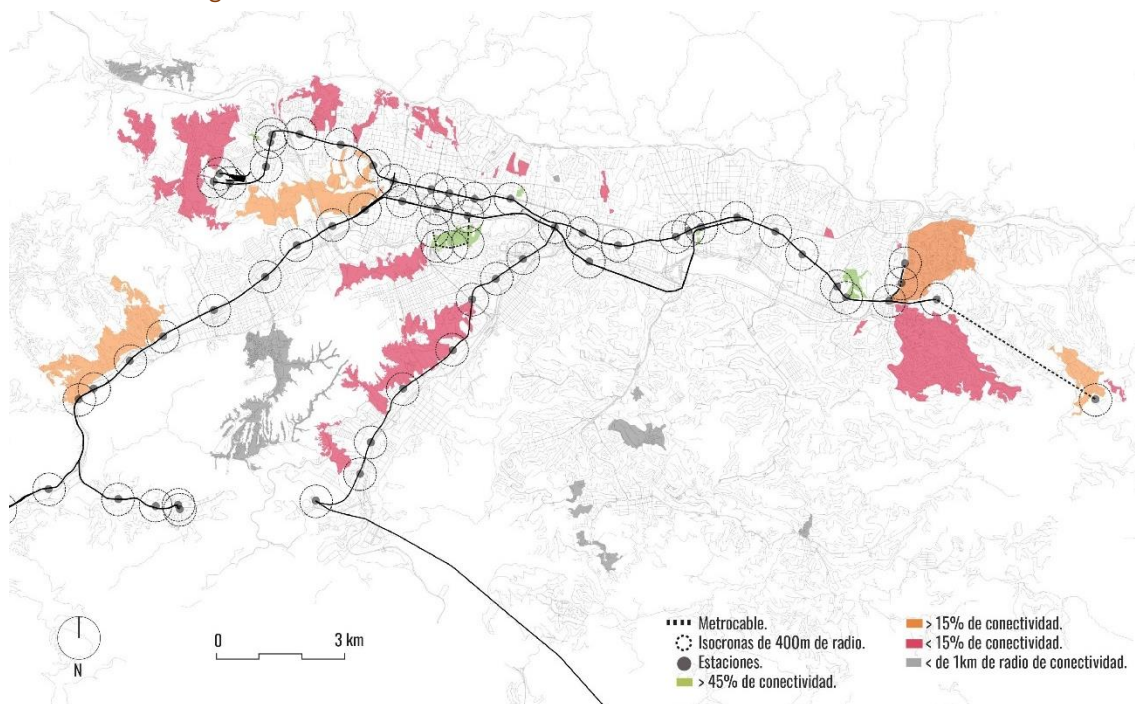 N
0 3 km
Metrocable.
Isocronas de 400m de radio.
Estaciones.
> 45% de conectividad.
> 15% de conectividad.
< 15% de conectividad.
< de 1km de radio de conectividad.